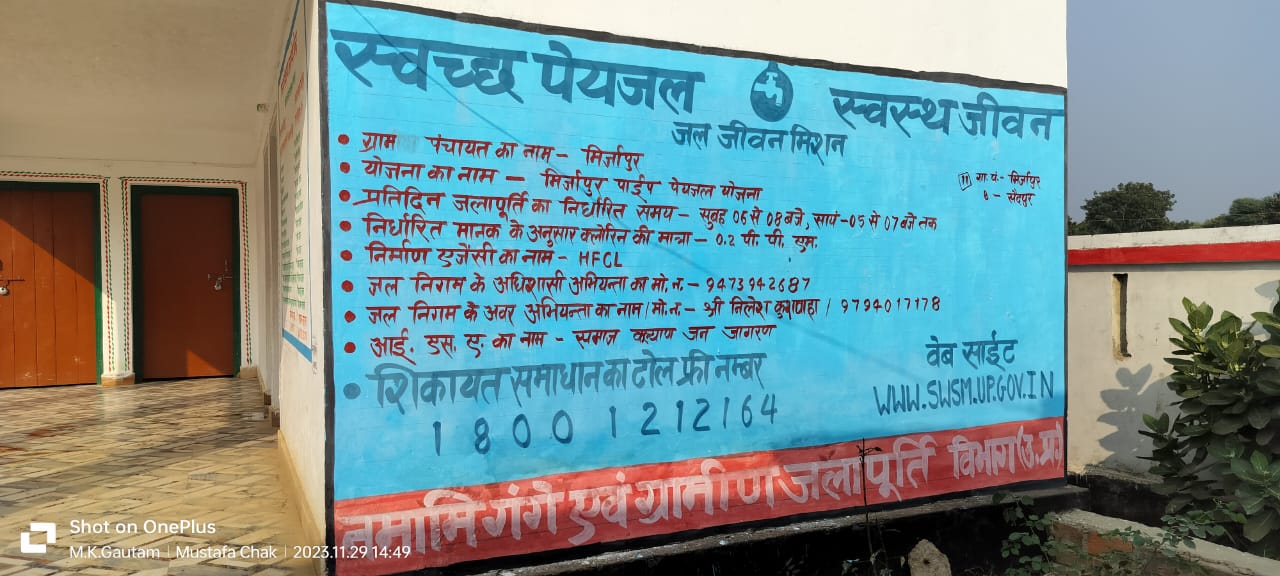 स्वच्छ पेयजल स्वस्थ जीवन
जल जीवन मिशन
• ग्राम पंचायत का नाम - मिर्जापुर
• योजना का नाम - मिर्जापुर पाईप पेयजल योजना
11 ग्रा. पं. - मिर्जापुर
• प्रतिदिन जलापूर्ति का निर्धारित समय - सुबह 06 से 08 बजे, सायं - 05 से 07 बजे तक
सैदपुर
• निर्धारित मानक के अनुसार क्लोरिन की मात्रा - 0.2 पी. पी. एम.
• निर्माण एजेंसी का नाम - HFCL
• जल निगम के अधिशासी अभियन्ता का मो. न. - 9473942687
• जल निगम के अवर अभियन्ता का नाम / मो. न. - श्री निलेश कुशवाहा / 9794017178
• आई. एस. ए. का नाम - समाज कल्याण जन जागरण
• शिकायत समाधान का टोल फ्री नम्बर
1800 1212164
वेब साईट
WWW.SWSM.UP.GOV.IN
नमामि गंगे एवं ग्रामीण जलापूर्ति विभाग (उ.प्र)
Shot on OnePlus
M.K.Gautam | Mustafa Chak | 2023.11.29 14:49